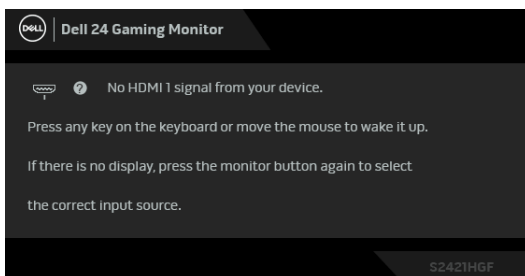 DELL
Dell 24 Gaming Monitor
? No HDMI 1 signal from your device.
Press any key on the keyboard or move the mouse to wake it up.
If there is no display, press the monitor button again to select
the correct input source.
S2421HGF